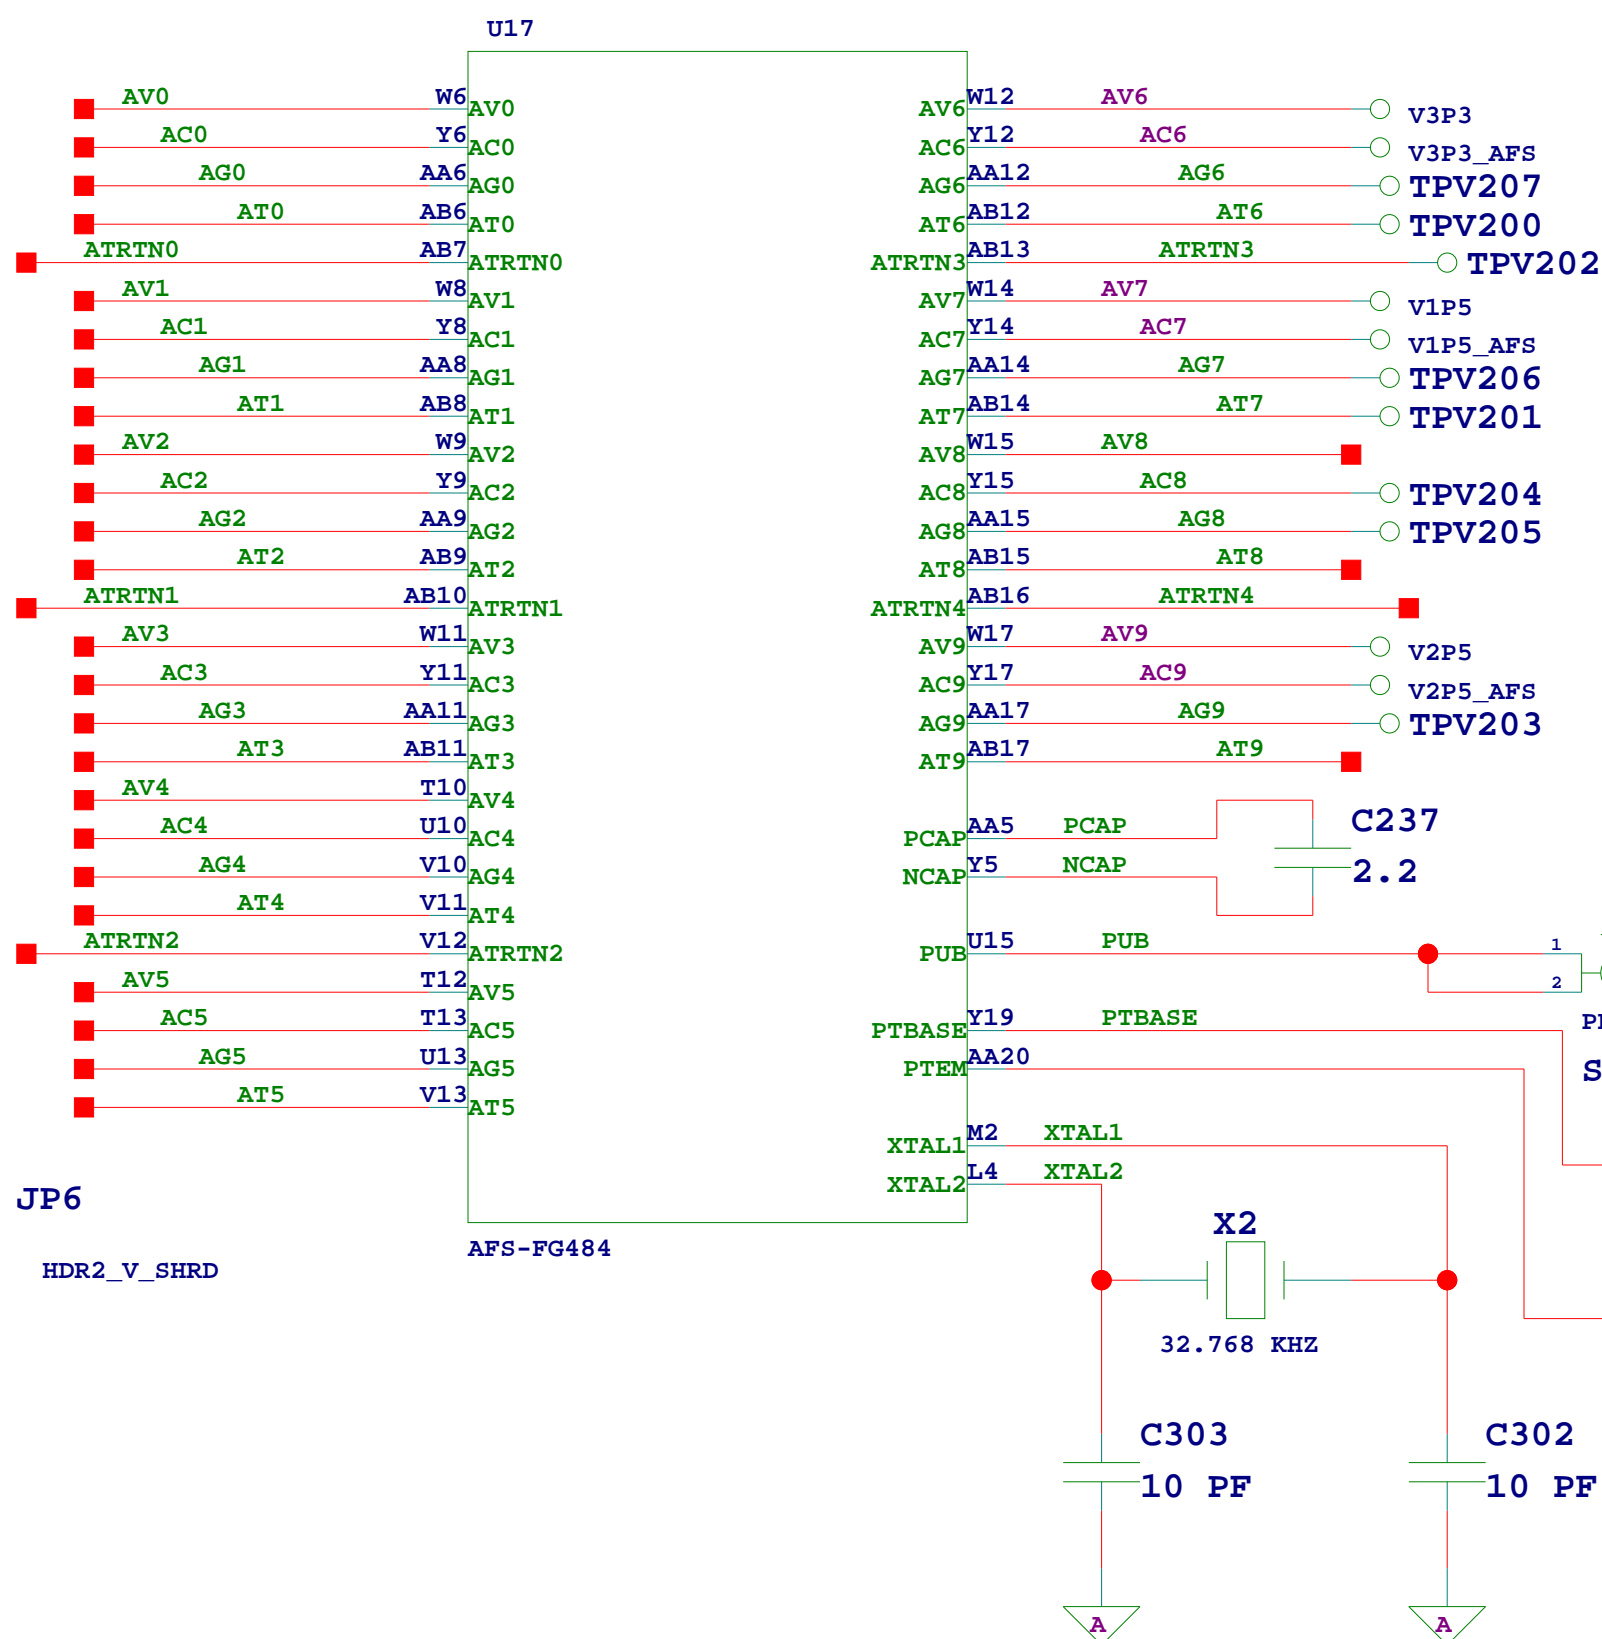 U17
AV0 W6 AV0 AV6 W12 AV6 V3P3
AC0 Y6 AC0 AC6 Y12 AC6 V3P3_AFS
AG0 AA6 AG0 AG6 AA12 AG6 TPV207
AT0 AB6 AT0 AT6 AB12 AT6 TPV200
ATRTN0 AB7 ATRTN0 ATRTN3 AB13 ATRTN3 TPV202
AV1 W8 AV1 AV7 W14 AV7 V1P5
AC1 Y8 AC1 AC7 Y14 AC7 V1P5_AFS
AG1 AA8 AG1 AG7 AA14 AG7 TPV206
AT1 AB8 AT1 AT7 AB14 AT7 TPV201
AV2 W9 AV2 AV8 W15 AV8
AC2 Y9 AC2 AC8 Y15 AC8 TPV204
AG2 AA9 AG2 AG8 AA15 AG8 TPV205
AT2 AB9 AT2 AT8 AB15 AT8
ATRTN1 AB10 ATRTN1 ATRTN4 AB16 ATRTN4
AV3 W11 AV3 AV9 W17 AV9 V2P5
AC3 Y11 AC3 AC9 Y17 AC9 V2P5_AFS
AG3 AA11 AG3 AG9 AA17 AG9 TPV203
AT3 AB11 AT3 AT9 AB17 AT9
AV4 T10 AV4
AC4 U10 AC4 PCAP AA5 PCAP C237
AG4 V10 AG4 NCAP Y5 NCAP 2.2
AT4 V11 AT4
ATRTN2 V12 ATRTN2 PUB U15 PUB 1
AV5 T12 AV5 2
AC5 T13 AC5 PTBASE Y19 PTBASE
AG5 U13 AG5 PTEM AA20 S
AT5 V13 AT5
XTAL1 M2 XTAL1
XTAL2 L4 XTAL2
JP6
X2
AFS-FG484
HDR2_V_SHRD
32.768 KHZ
C303 C302
10 PF 10 PF
A A